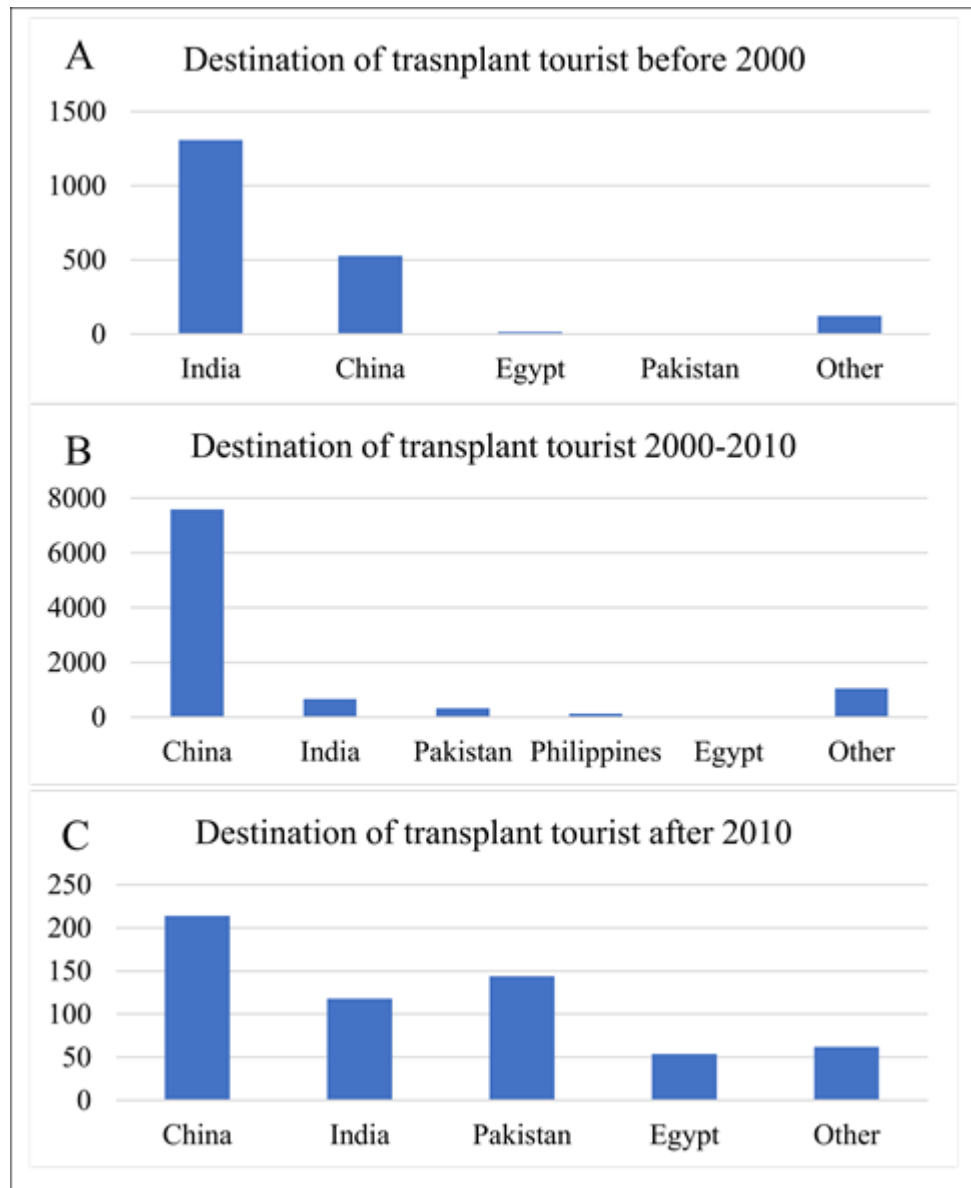 A
Destination of trasnplant tourist before 2000
1500
1000
500
0
India China Egypt Pakistan Other
B
Destination of transplant tourist 2000-2010
8000
6000
4000
2000
0
China India Pakistan Philippines Egypt Other
C
Destination of transplant tourist after 2010
250
200
150
100
50
0
China India Pakistan Egypt Other